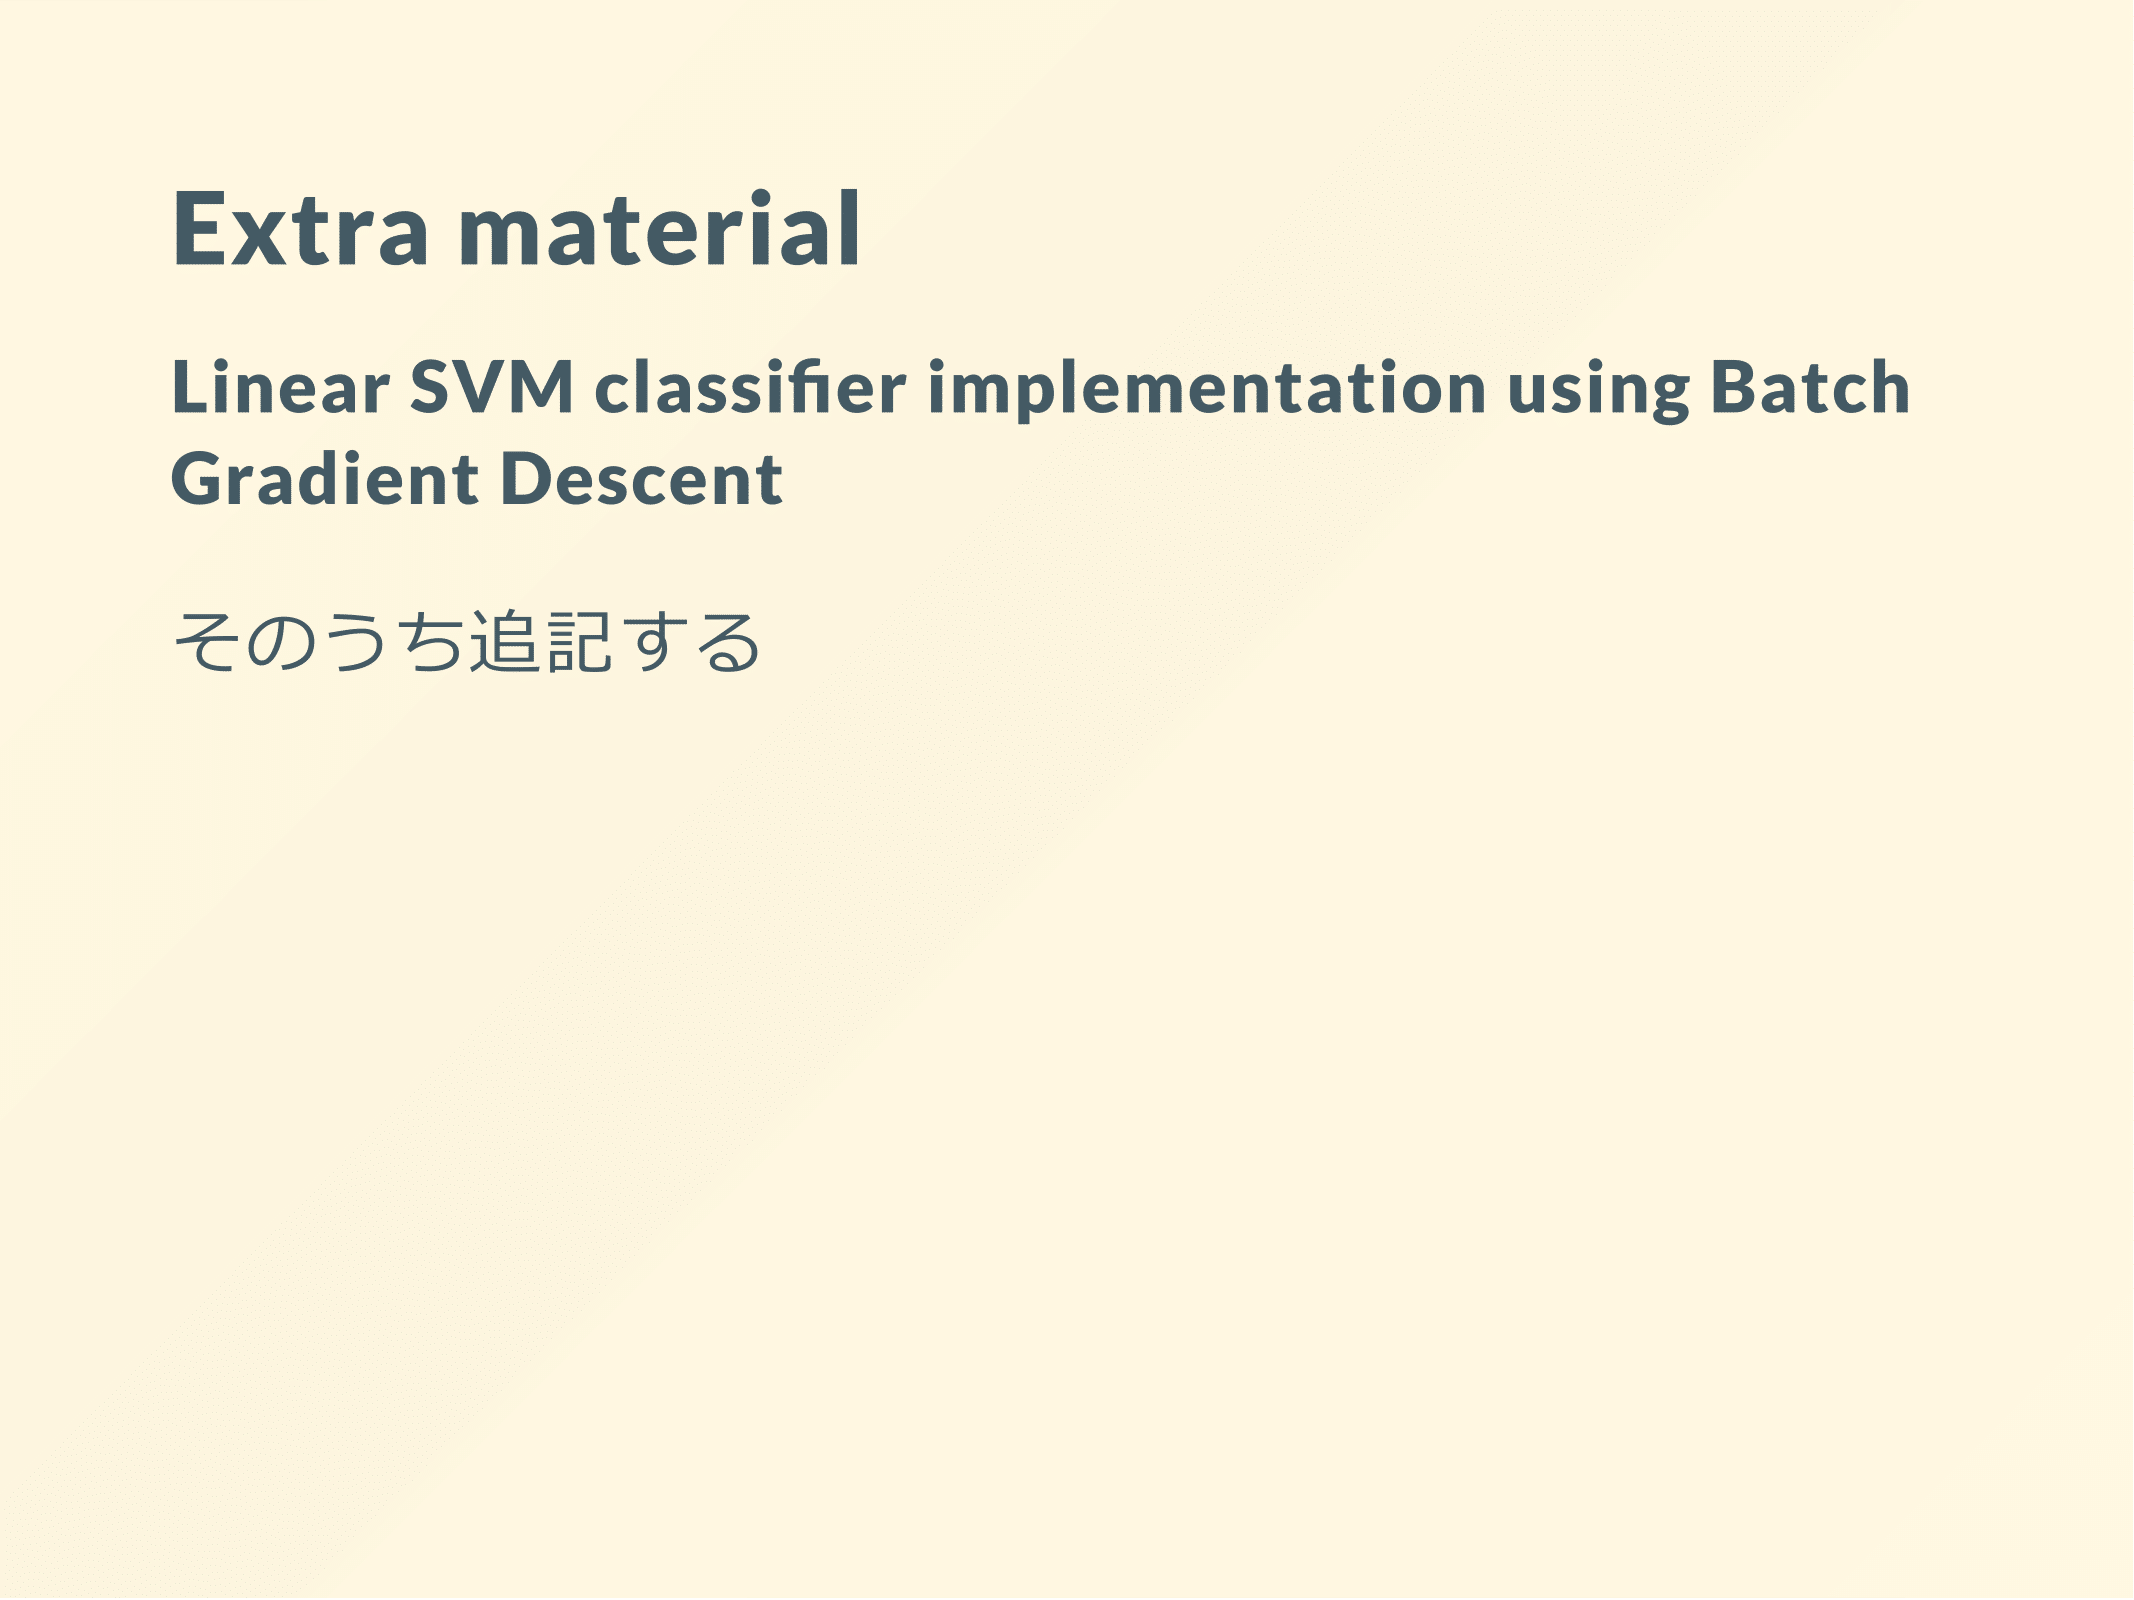 Extra material
Linear SVM classifier implementation using Batch
Gradient Descent
そのうち追記する